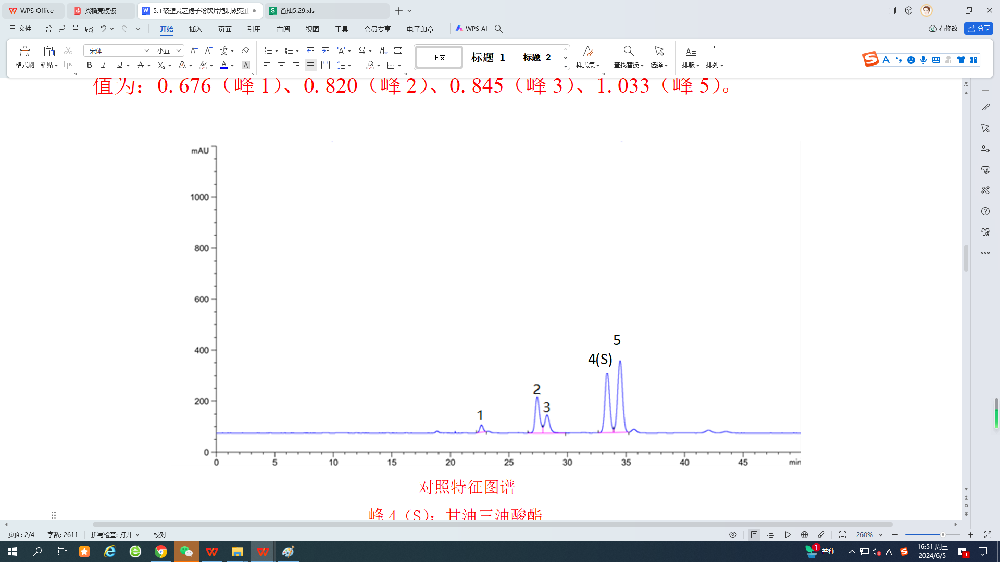 WPS Office 找稻壳模板 5.+破壁灵芝孢子粉饮片炮制规范正 省抽5.29.xls
文件 开始 插入 页面 引用 审阅 视图 工具 会员专享 电子印章 WPS AI 有修改 分享
格式刷 粘贴 宋体 小五 正文 标题 1 标题 2 样式集 查找替换 选择 排版 排列
值为：0.676（峰1）、0.820（峰2）、0.845（峰3）、1.033（峰5）。
mAU
1000
800
600
5
400
4(S)
2
200
3
1
0
0 5 10 15 20 25 30 35 40 45 min
对照特征图谱
峰4（S）：甘油三油酸酯
页面: 2/4 字数: 2611 拼写检查: 打开 校对 260%
1 芒种 16:51 周三
2024/6/5 1